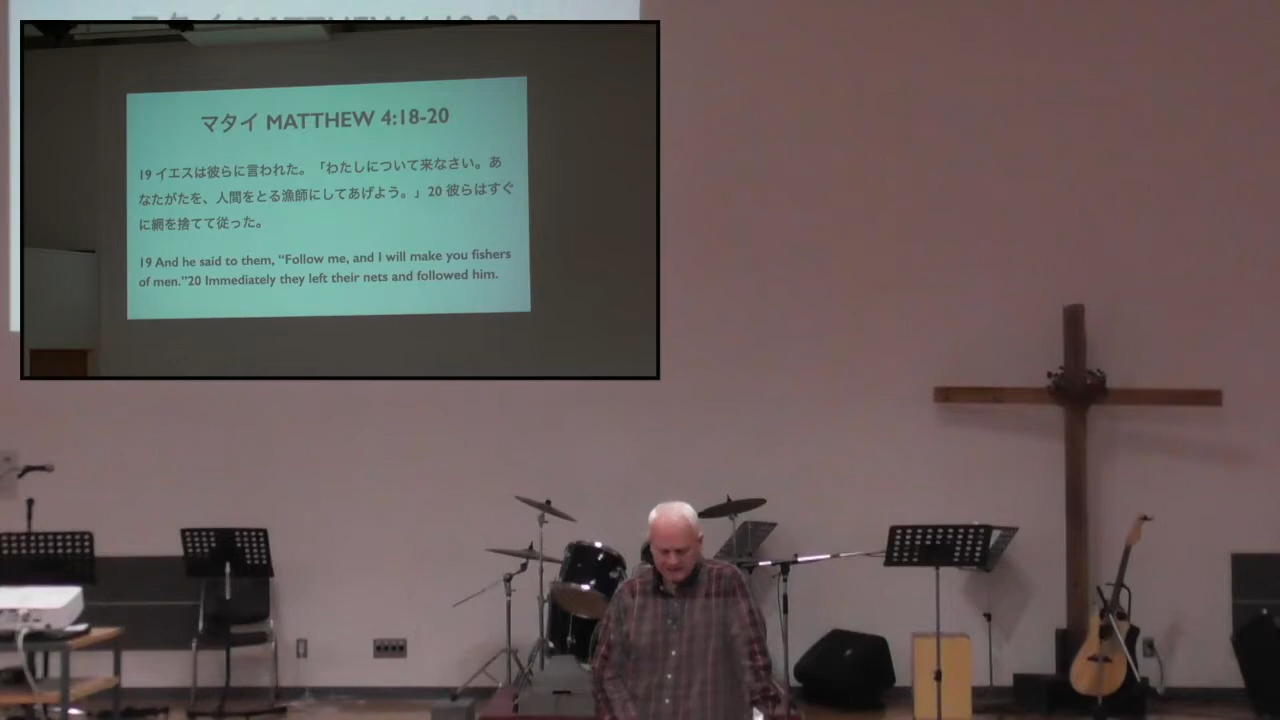 マタイ MATTHEW 4:18-20
19 イエスは彼らに言われた。「わたしについて来なさい。あ
なたがたを、人間をとる漁師にしてあげよう。」20 彼らはすぐ
に網を捨てて従った。
19 And he said to them, “Follow me, and I will make you fishers
of men.”20 Immediately they left their nets and followed him.